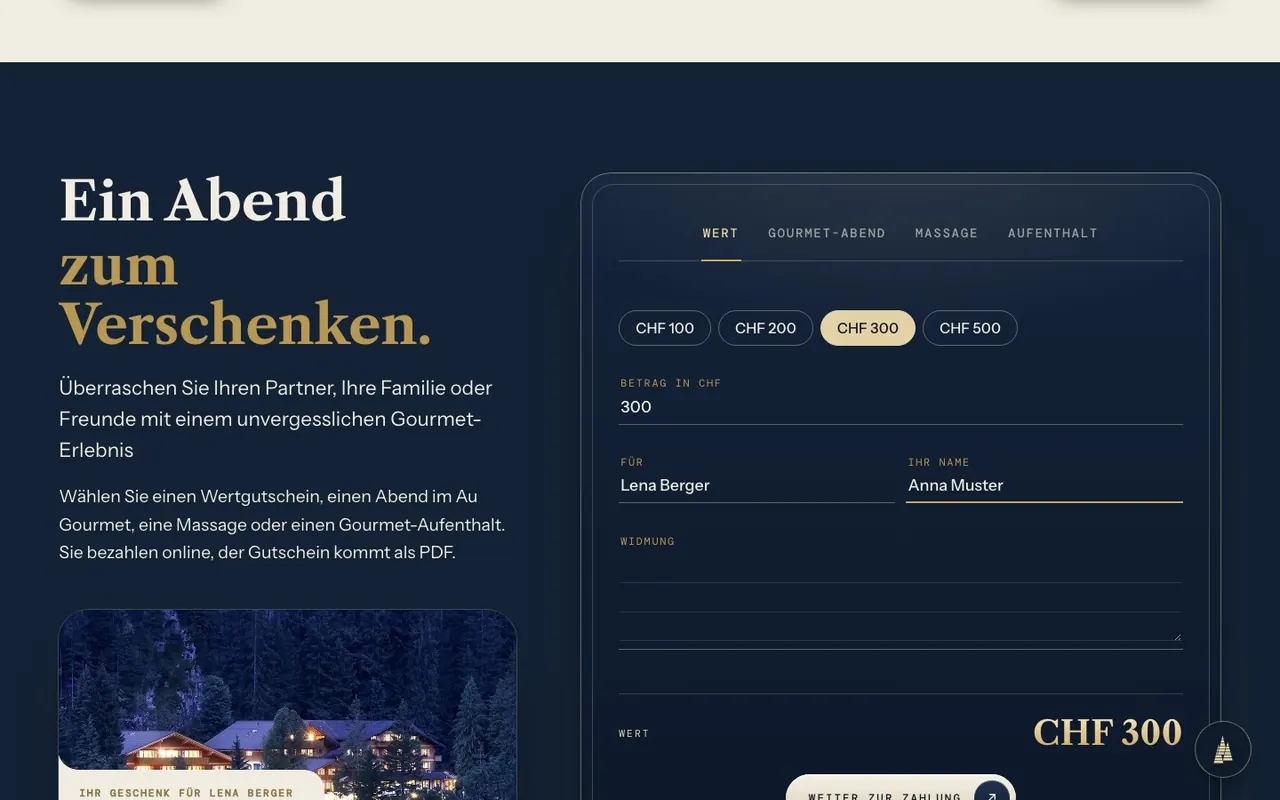 Ein Abend
zum
Verschenken.
Überraschen Sie Ihren Partner, Ihre Familie oder
Freunde mit einem unvergesslichen Gourmet-
Erlebnis
Wählen Sie einen Wertgutschein, einen Abend im Au
Gourmet, eine Massage oder einen Gourmet-Aufenthalt.
Sie bezahlen online, der Gutschein kommt als PDF.
IHR GESCHENK FÜR LENA BERGER
WERT GOURMET-ABEND MASSAGE AUFENTHALT
CHF 100 CHF 200 CHF 300 CHF 500
BETRAG IN CHF
300
FÜR IHR NAME
Lena Berger Anna Muster
WIDMUNG
WERT CHF 300
WEITER ZUR ZAHLUNG